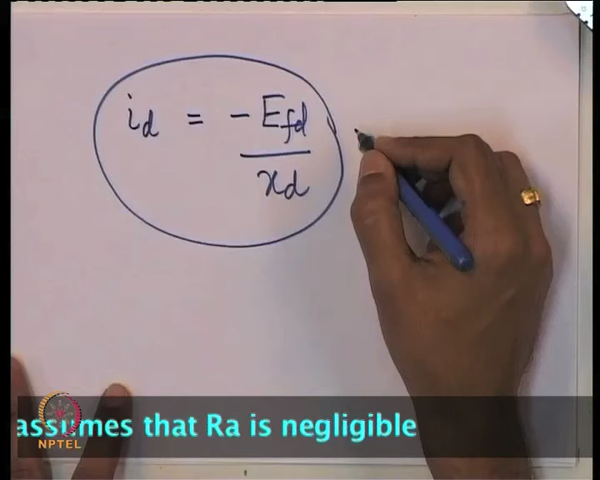 i_d = -E_fd / x_d
assumes that Ra is negligible
NPTEL